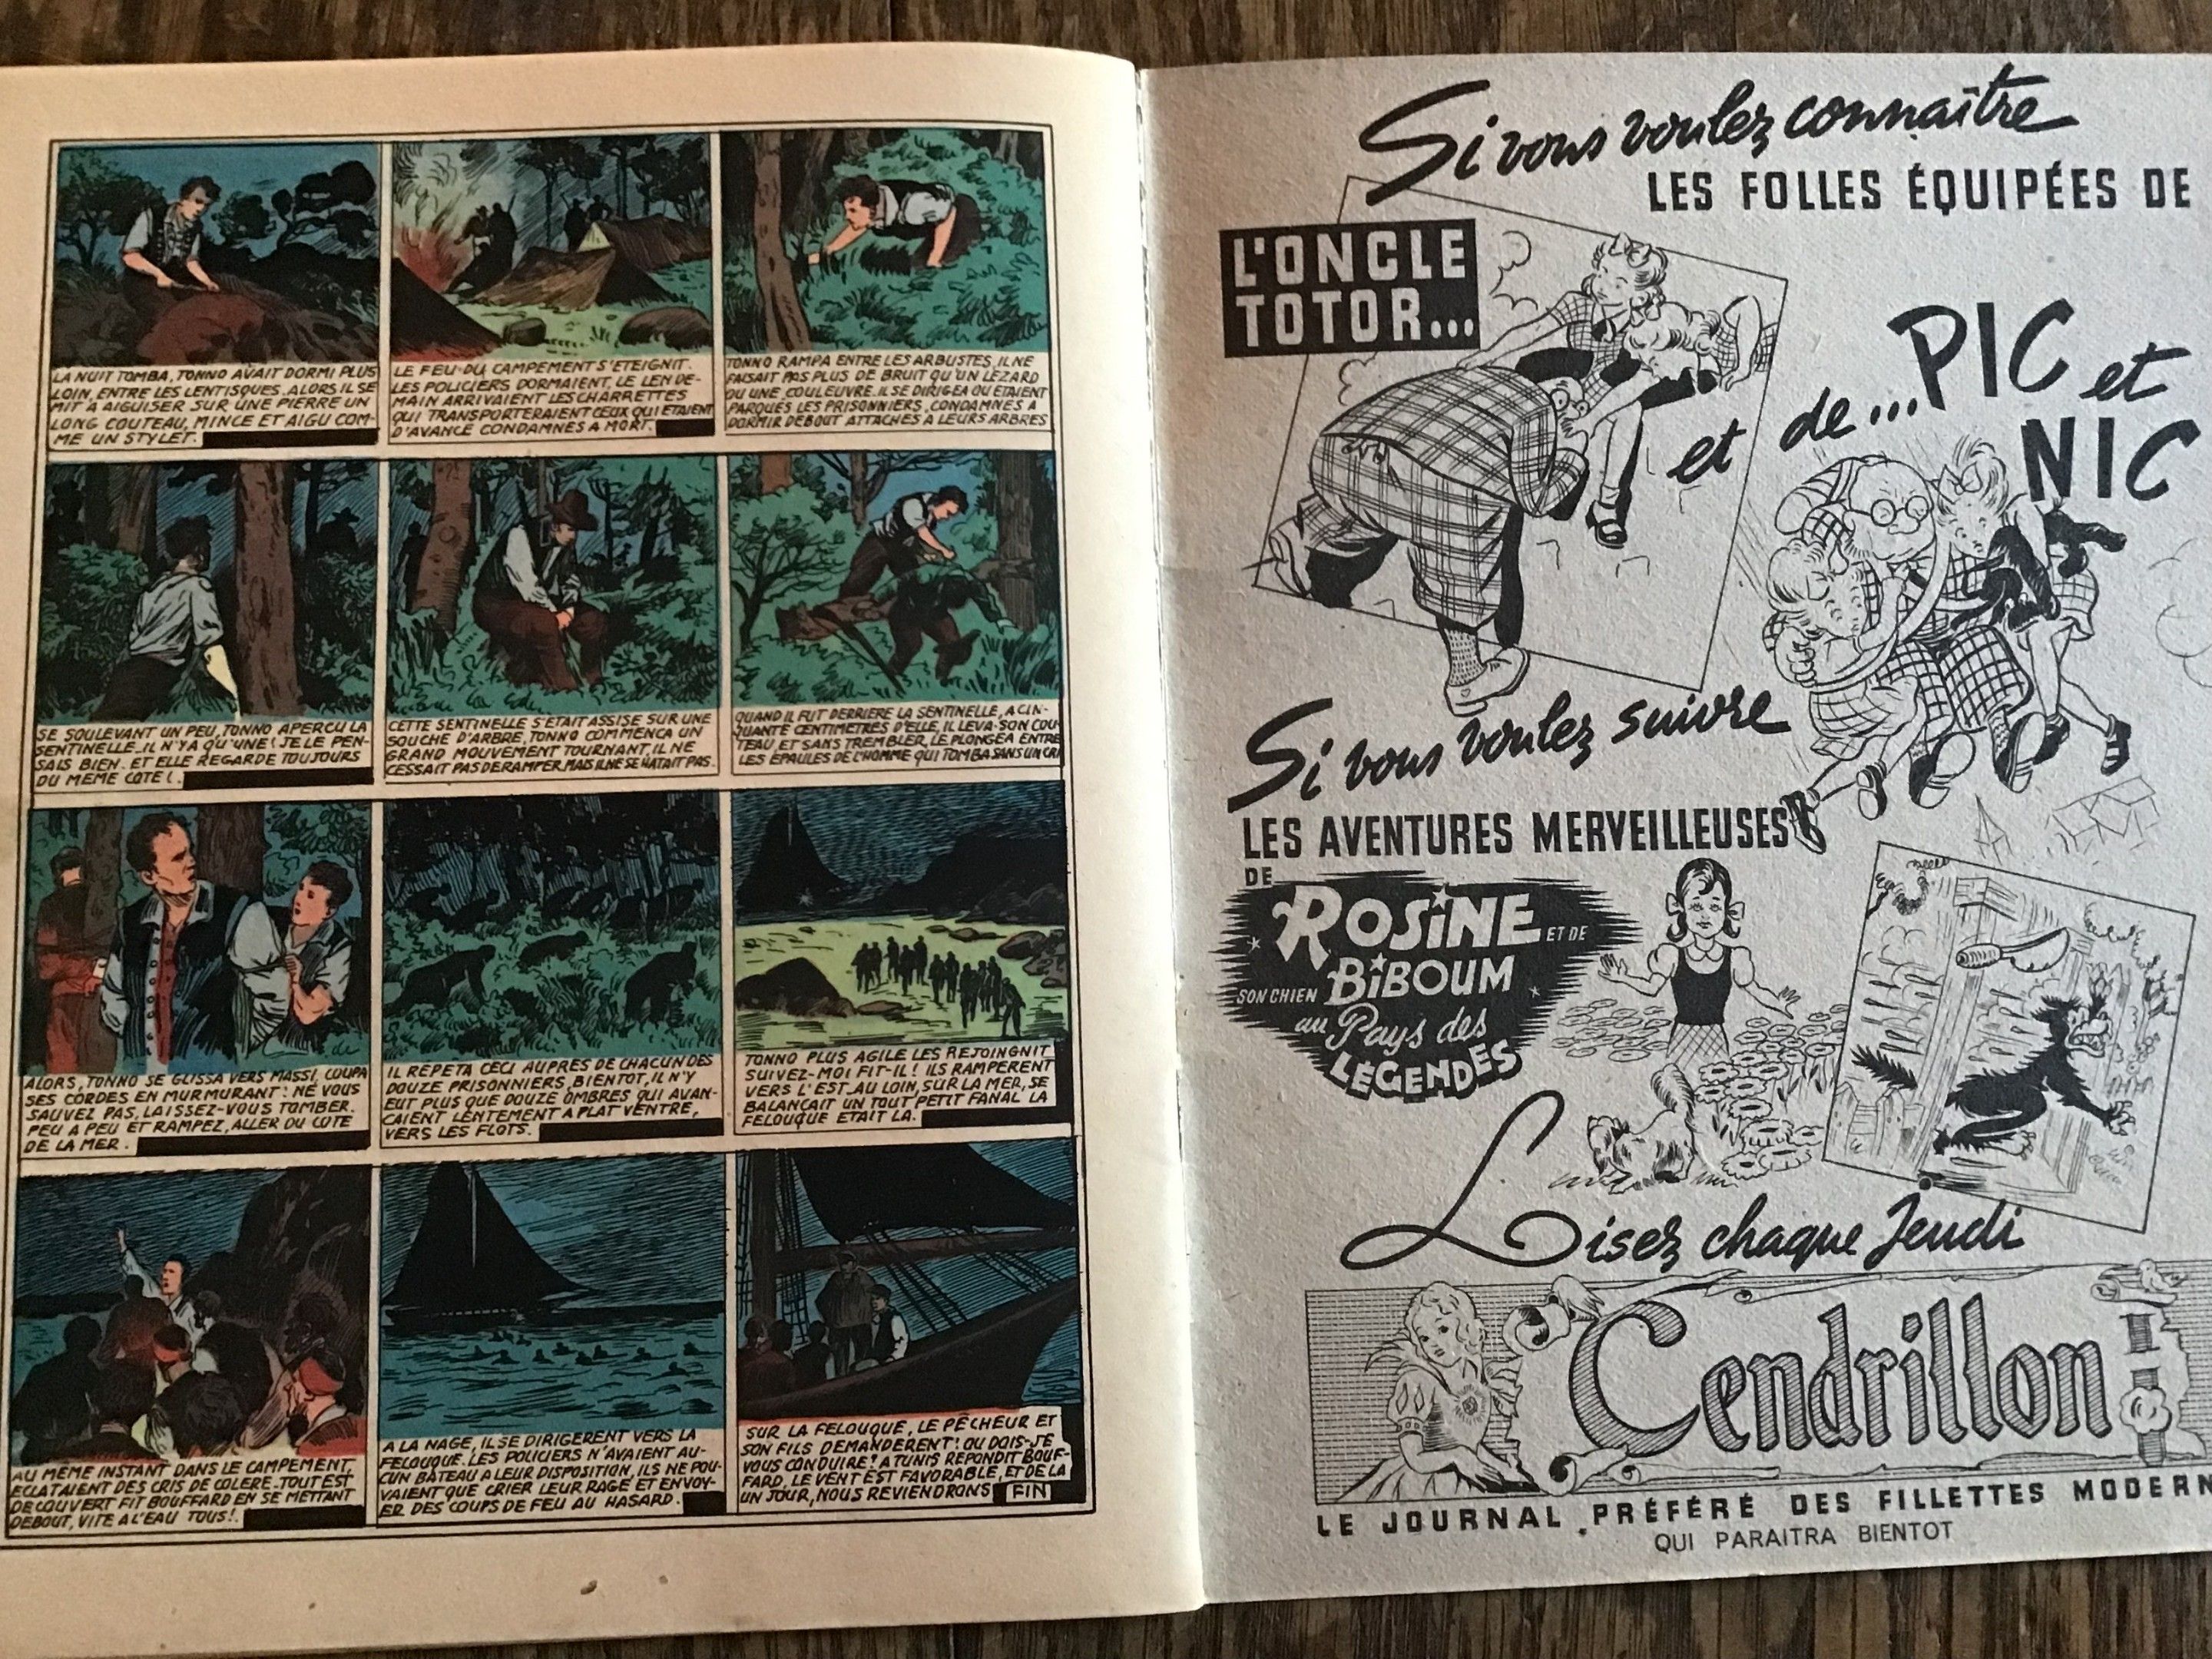 LA NUIT TOMBA, TONNO AVAIT DORMI PLUS
LOIN, ENTRE LES LENTISQUES. ALORS IL SE
MIT A AIGUISER SUR UNE PIERRE UN
LONG COUTEAU, MINCE ET AIGU COM-
ME UN STYLET.
LE FEU DU CAMPEMENT S'ETEIGNIT.
LES POLICIERS DORMAIENT, LE LEN DE-
MAIN ARRIVAIENT LES CHARRETTES
QUI TRANSPORTERAIENT CEUX QUI ETAIENT
D'AVANCE CONDAMNES A MORT.
TONNO RAMPA ENTRE LES ARBUSTES, IL NE
FAISAIT PAS PLUS DE BRUIT QU'UN LEZARD
OU UNE COULEUVRE. IL SE DIRIGEA OU ETAIENT
PARQUES LES PRISONNIERS, CONDAMNES A
DORMIR DEBOUT ATTACHES A LEURS ARBRES
SE SOULEVANT UN PEU, TONNO APERCU LA
SENTINELLE... IL N'Y A QU'UNE! JE LE PEN-
SAIS BIEN. ET ELLE REGARDE TOUJOURS
DU MEME COTE!.
CETTE SENTINELLE S'ETAIT ASSISE SUR UNE
SOUCHE D'ARBRE, TONNO COMMENCA UN
GRAND MOUVEMENT TOURNANT, IL NE
CESSAIT PAS DE RAMPER MAIS IL NE SE HATAIT PAS.
QUAND IL FUT DERRIERE LA SENTINELLE, A CIN-
QUANTE CENTIMETRES D'ELLE, IL LEVA SON COU-
TEAU, ET SANS TREMBLER, LE PLONGEA ENTRE
LES EPAULES DE L'HOMME QUI TOMBA SANS UN CRI
ALORS, TONNO SE GLISSA VERS MASSI, COUPA
SES CORDES EN MURMURANT: NE VOUS
SAUVEZ PAS, LAISSEZ-VOUS TOMBER.
PEU A PEU ET RAMPEZ, ALLER DU COTE
DE LA MER.
IL REPETA CECI AUPRES DE CHACUN DES
DOUZE PRISONNIERS, BIENTOT, IL N'Y
EUT PLUS QUE DOUZE OMBRES QUI AVAN-
CAIENT LENTEMENT A PLAT VENTRE,
VERS LES FLOTS.
TONNO PLUS AGILE LES REJOINGNIT
SUIVEZ-MOI FIT-IL! ILS RAMPERENT
VERS L'EST, AU LOIN, SUR LA MER, SE
BALANCAIT UN TOUT PETIT FANAL LA
FELOUQUE ETAIT LA.
AU MEME INSTANT DANS LE CAMPEMENT,
ECLATAIENT DES CRIS DE COLERE. TOUT EST
DECOUVERT FIT BOUFFARD EN SE METTANT
DEBOUT, VITE A L'EAU TOUS!.
A LA NAGE, IL SE DIRIGERENT VERS LA
FELOUQUE. LES POLICIERS N'AVAIENT AU-
CUN BATEAU A LEUR DISPOSITION, ILS NE POU-
VAIENT QUE CRIER LEUR RAGE ET ENVOY-
ER DES COUPS DE FEU AU HASARD.
SUR LA FELOUQUE, LE PÊCHEUR ET
SON FILS DEMANDERENT! OU DOIS-JE
VOUS CONDUIRE? A TUNIS REPONDIT BOUF-
FARD, LE VENT EST FAVORABLE, ET DE LA
UN JOUR, NOUS REVIENDRONS FIN
Si vous voulez connaître
LES FOLLES ÉQUIPÉES DE
L'ONCLE
TOTOR...
et de... PIC et
NIC
Si vous voulez suivre
LES AVENTURES MERVEILLEUSES
DE
ROSINE ET DE
SON CHIEN BIBOUM
au Pays des
LÉGENDES
Lisez chaque Jeudi
Cendrillon
LE JOURNAL PRÉFÉRÉ DES FILLETTES MODERN
QUI PARAITRA BIENTOT